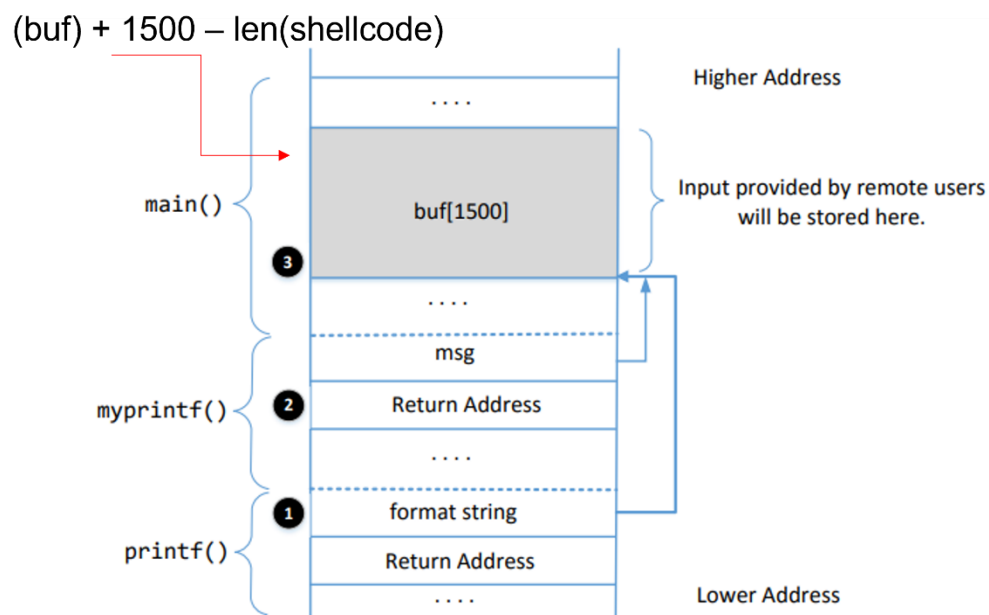 (buf) + 1500 – len(shellcode)
Higher Address
. . . .
main()
buf[1500]
Input provided by remote users
will be stored here.
3
. . . .
msg
myprintf()
2
Return Address
. . . .
1
format string
printf()
Return Address
. . . .
Lower Address